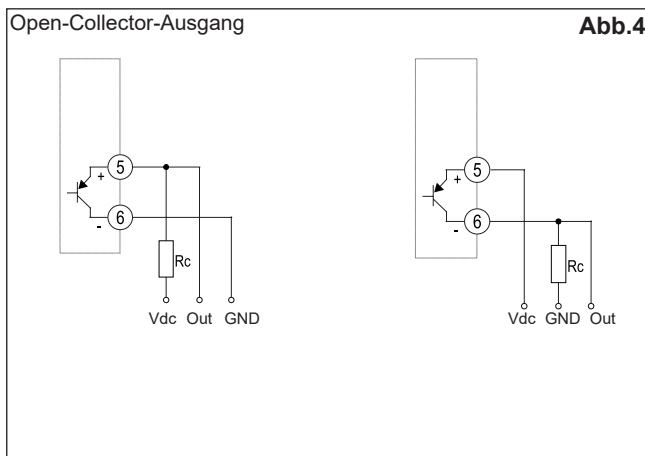 Open-Collector-Ausgang Abb.4
5
+
6
-
Rc
Vdc Out GND
5
+
6
-
Rc
Vdc GND Out